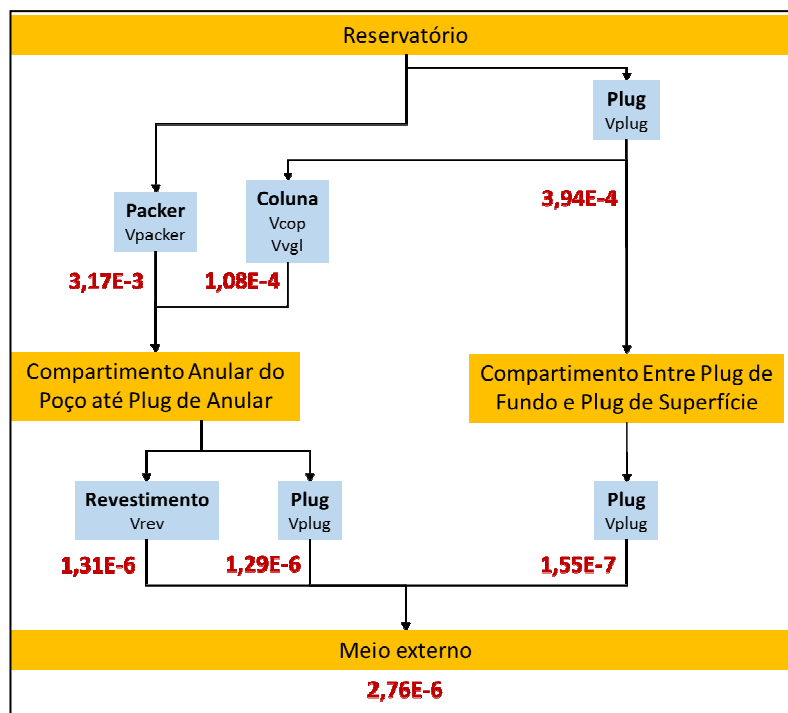 Reservatório
Plug
Vplug
Packer
Vpacker
Coluna
Vcop
Vvgl
3,94E-4
3,17E-3
1,08E-4
Compartimento Anular do
Poço até Plug de Anular
Compartimento Entre Plug de
Fundo e Plug de Superfície
Revestimento
Vrev
Plug
Vplug
Plug
Vplug
1,31E-6
1,29E-6
1,55E-7
Meio externo
2,76E-6